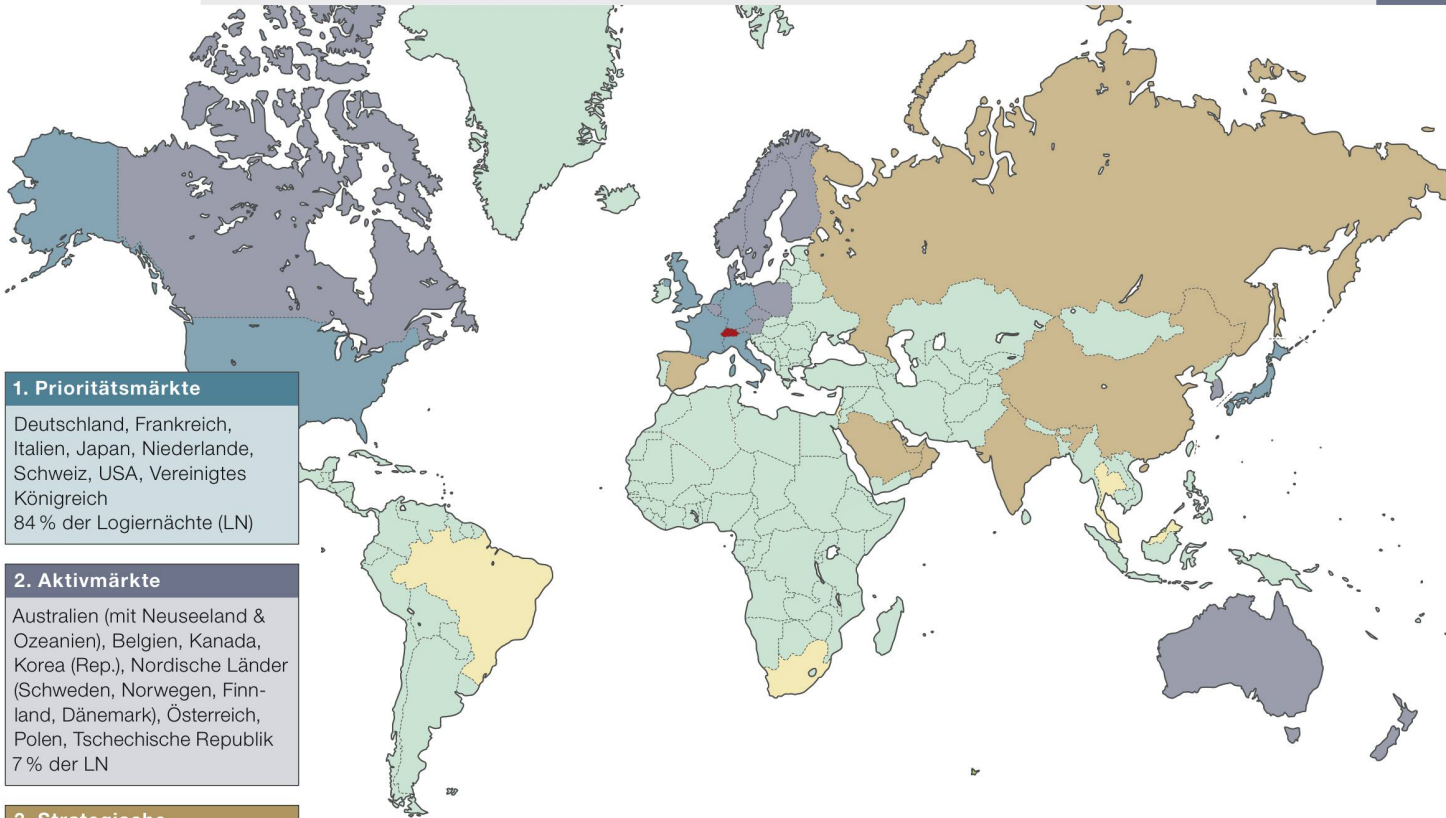 1. Prioritätsmärkte
Deutschland, Frankreich,
Italien, Japan, Niederlande,
Schweiz, USA, Vereinigtes
Königreich
84 % der Logiernächte (LN)
2. Aktivmärkte
Australien (mit Neuseeland &
Ozeanien), Belgien, Kanada,
Korea (Rep.), Nordische Länder
(Schweden, Norwegen, Finn-
land, Dänemark), Österreich,
Polen, Tschechische Republik
7 % der LN
3. Strategische